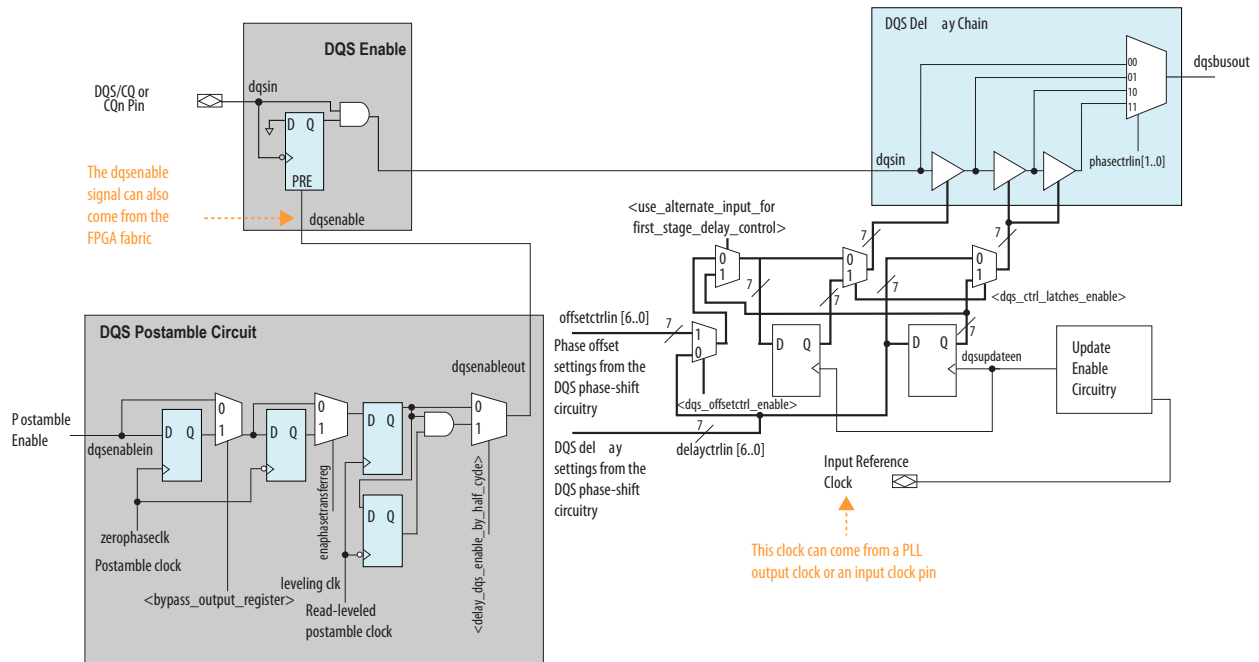 DQS Enable
DQS/CQ or
CQn Pin
dqsin
D Q
PRE
dqsenable
The dqsenable
signal can also
come from the
FPGA fabric
DQS Del ay Chain
00
01
10
11
dqsbusout
dqsin
phasectrlin[1..0]
<use_alternate_input_for
first_stage_delay_control>
0
1
7
0
1
7
7
0
1
7
<dqs_ctrl_latches_enable>
7
offsetctrlin [6..0]
7
Phase offset
settings from the
DQS phase-shift
circuitry
1
0
<dqs_offsetctrl_enable>
D Q
D Q
dqsupdateen
Update
Enable
Circuitry
7
delayctrlin [6..0]
DQS del ay
settings from the
DQS phase-shift
circuitry
Input Reference
Clock
This clock can come from a PLL
output clock or an input clock pin
DQS Postamble Circuit
dqsenableout
P ostamble
Enable
dqsenablein
D Q
0
1
D Q
0
1
D Q
0
1
D Q
zerophaseclk
Postamble clock
<bypass_output_register>
enaphasetransferreg
leveling clk
Read-leveled
postamble clock
<delay_dqs_enable_by_half_cycle>